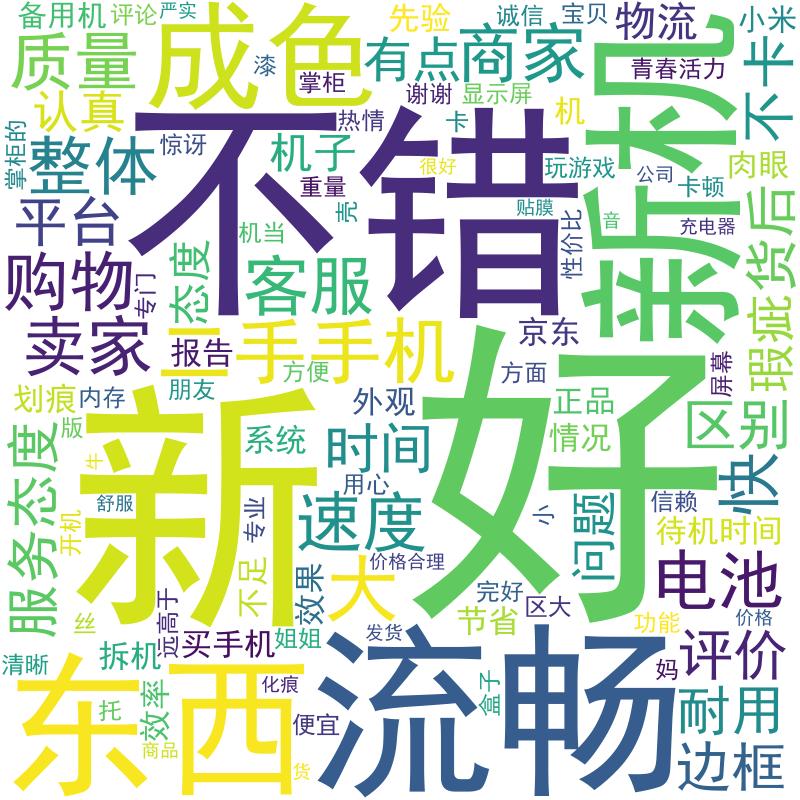 备用机
评论
严实
成色
先验
诚信
宝贝
物流
新机
小米
质量
漆
掌柜
有点
商家
青春活力
不卡
认真
谢谢
显示屏
热情
卡
机
掌柜的
惊讶
不错
整体
机子
很好
玩游戏
公司
肉眼
重量
壳
贴膜
卡顿
平台
机当
音
充电器
性价比
态度
客服
购物
专门
瑕疵
货后
卖家
二手手机
报告
京东
方便
方面
屏幕
划痕
内存
朋友
外观
正品
区别
版
新
系统
时间
好
情况
服务态度
牛
用心
快
舒服
专业
速度
小
问题
信赖
开机
待机时间
不足
效果
大
价格合理
电池
丝
远高于
完好
区大
节省
功能
价格
清晰
拆机
买手机
姐姐
发货
流畅
评价
东西
妈
效率
化痕
盒子
耐用
托
便宜
商品
货
边框